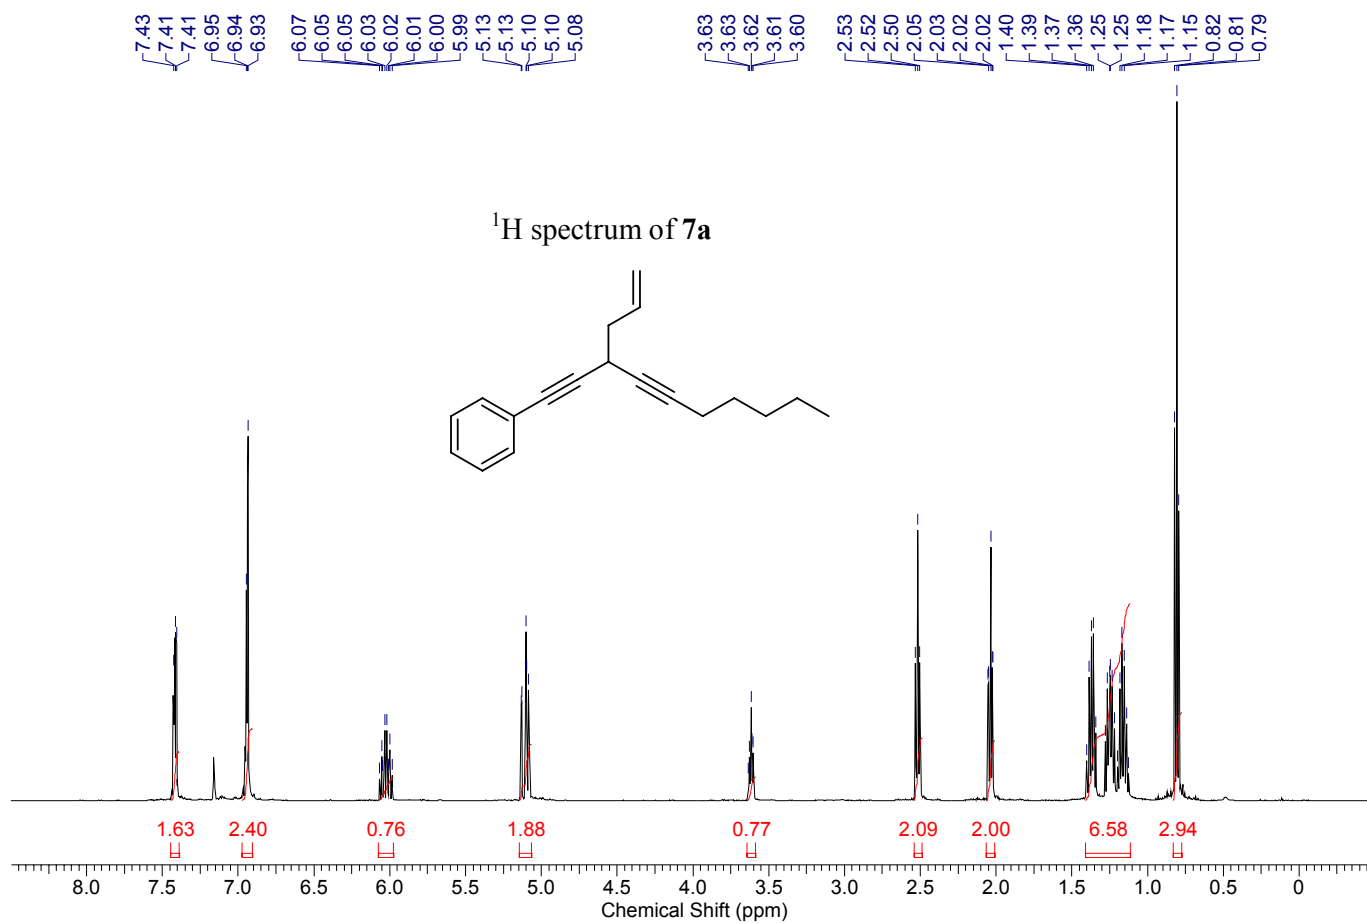 7.43 7.41 7.41 6.95 6.94 6.93 6.07 6.05 6.05 6.03 6.02 6.01 6.00 5.99 5.13 5.13 5.10 5.10 5.08 3.63 3.63 3.62 3.61 3.60 2.53 2.52 2.50 2.05 2.03 2.02 2.02 1.40 1.39 1.37 1.36 1.25 1.25 1.18 1.17 1.15 0.82 0.81 0.79
¹H spectrum of 7a
1.63 2.40 0.76 1.88 0.77 2.09 2.00 6.58 2.94
8.0 7.5 7.0 6.5 6.0 5.5 5.0 4.5 4.0 3.5 3.0 2.5 2.0 1.5 1.0 0.5 0
Chemical Shift (ppm)